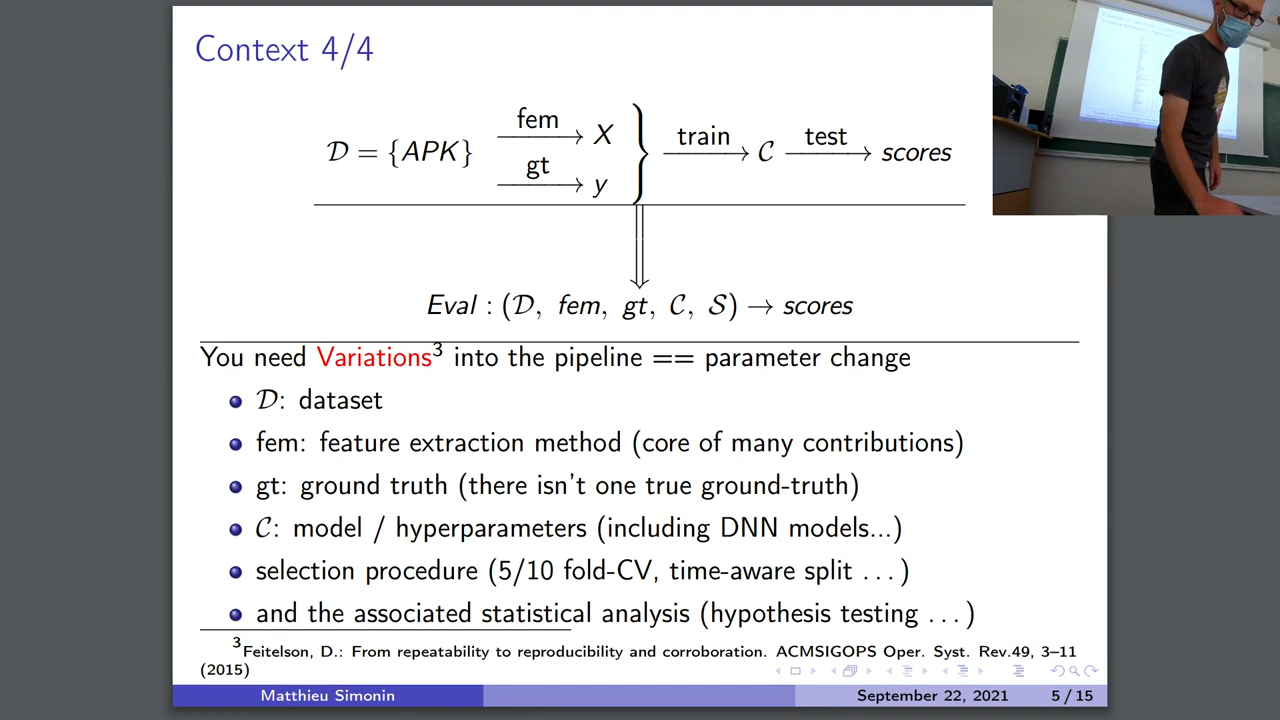 Context 4/4
fem
gt
𝒟 = {APK} → X → y } train → 𝒞 test → scores
Eval : (𝒟, fem, gt, 𝒞, 𝒮) → scores
You need Variations³ into the pipeline == parameter change
𝒟: dataset
fem: feature extraction method (core of many contributions)
gt: ground truth (there isn't one true ground-truth)
𝒞: model / hyperparameters (including DNN models...)
selection procedure (5/10 fold-CV, time-aware split ...)
and the associated statistical analysis (hypothesis testing ...)
³Feitelson, D.: From repeatability to reproducibility and corroboration. ACMSIGOPS Oper. Syst. Rev.49, 3–11
(2015)
Matthieu Simonin September 22, 2021 5 / 15